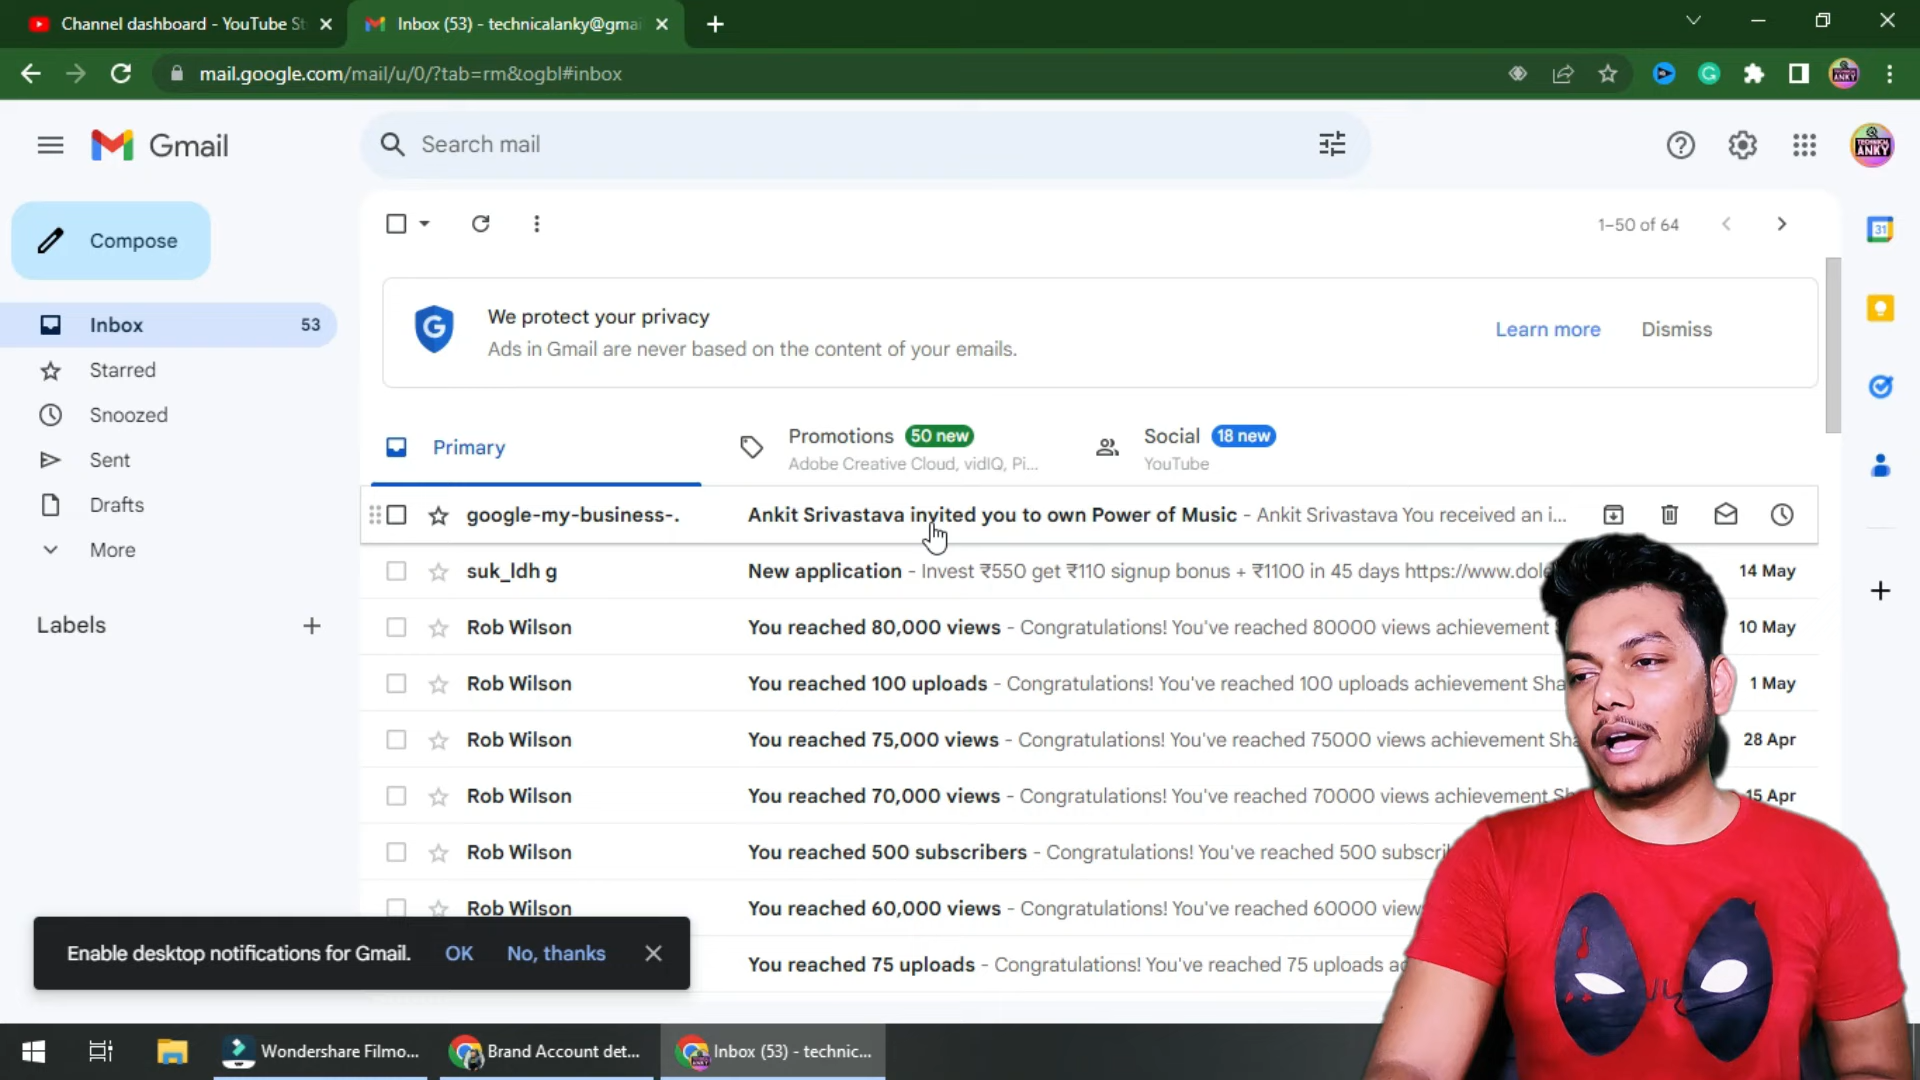 Channel dashboard - YouTube St
Inbox (53) - technicalanky@gmai
mail.google.com/mail/u/0/?tab=rm&ogbl#inbox
Gmail
Search mail
TECHNICAL ANKY
Compose
1–50 of 64
31
We protect your privacy
Ads in Gmail are never based on the content of your emails.
Learn more
Dismiss
Inbox 53
Starred
Snoozed
Sent
Drafts
More
Labels
Primary
Promotions 50 new
Adobe Creative Cloud, vidIQ, Pi...
Social 18 new
YouTube
google-my-business-. Ankit Srivastava invited you to own Power of Music - Ankit Srivastava You received an i...
suk_ldh g New application - Invest ₹550 get ₹110 signup bonus + ₹1100 in 45 days https://www.dole 14 May
Rob Wilson You reached 80,000 views - Congratulations! You've reached 80000 views achievement 10 May
Rob Wilson You reached 100 uploads - Congratulations! You've reached 100 uploads achievement Sha 1 May
Rob Wilson You reached 75,000 views - Congratulations! You've reached 75000 views achievement Sha 28 Apr
Rob Wilson You reached 70,000 views - Congratulations! You've reached 70000 views achievement Sh 15 Apr
Rob Wilson You reached 500 subscribers - Congratulations! You've reached 500 subscri
Rob Wilson You reached 60,000 views - Congratulations! You've reached 60000 view
You reached 75 uploads - Congratulations! You've reached 75 uploads a
Enable desktop notifications for Gmail. OK No, thanks
Wondershare Filmo...
Brand Account det...
Inbox (53) - technic...